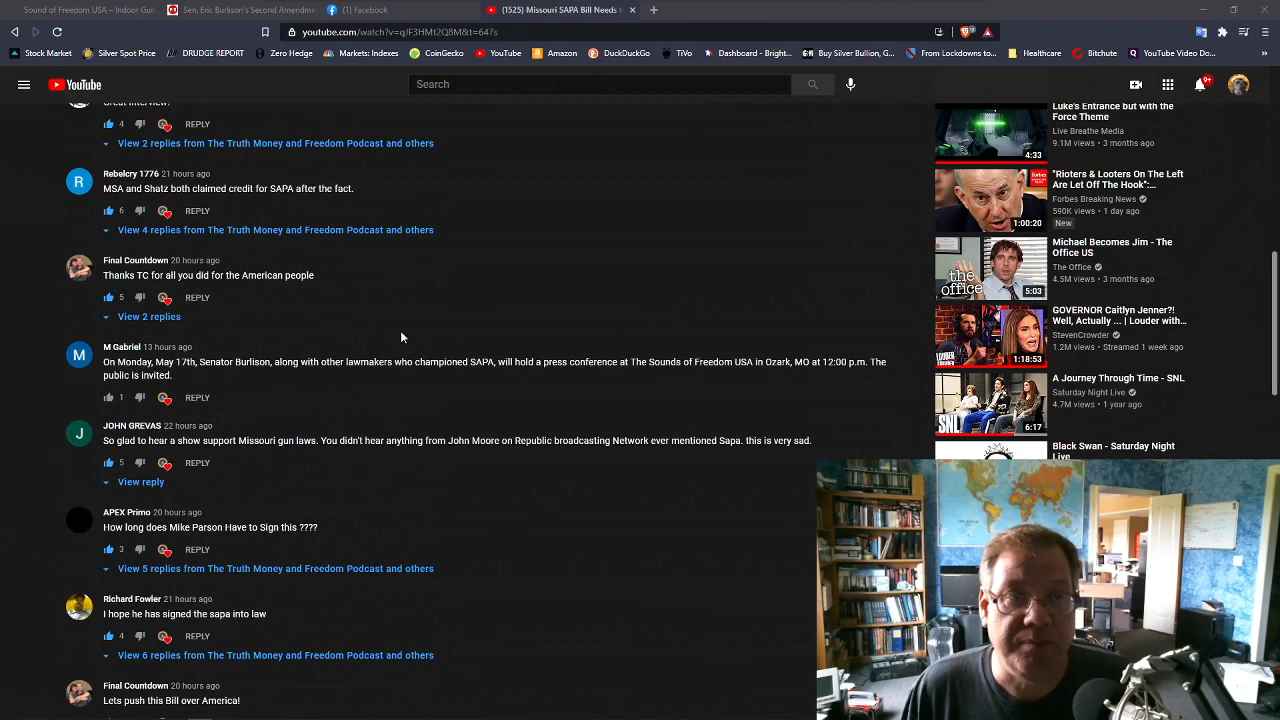 Sound of Freedom USA – Indoor Gun
Sen. Eric Burlison's Second Amendme
(1) Facebook
(1525) Missouri SAPA Bill Needs t
youtube.com/watch?v=qJF3HMt2Q8M&t=647s
Stock Market
Silver Spot Price
DRUDGE REPORT
Zero Hedge
Markets: Indexes
CoinGecko
YouTube
Amazon
DuckDuckGo
TiVo
Dashboard - Bright...
Buy Silver Bullion, G...
From Lockdowns to...
Healthcare
Bitchute
YouTube Video Do...
YouTube
Search
9+
Great interview!
4 REPLY
View 2 replies from The Truth Money and Freedom Podcast and others
R
Rebelcry 1776 21 hours ago
MSA and Shatz both claimed credit for SAPA after the fact.
6 REPLY
View 4 replies from The Truth Money and Freedom Podcast and others
Final Countdown 20 hours ago
Thanks TC for all you did for the American people
5 REPLY
View 2 replies
M
M Gabriel 13 hours ago
On Monday, May 17th, Senator Burlison, along with other lawmakers who championed SAPA, will hold a press conference at The Sounds of Freedom USA in Ozark, MO at 12:00 p.m. The
public is invited.
1 REPLY
J
JOHN GREVAS 22 hours ago
So glad to hear a show support Missouri gun laws. You didn't hear anything from John Moore on Republic broadcasting Network ever mentioned Sapa. this is very sad.
5 REPLY
View reply
APEX Primo 20 hours ago
How long does Mike Parson Have to Sign this ????
3 REPLY
View 5 replies from The Truth Money and Freedom Podcast and others
Richard Fowler 21 hours ago
I hope he has signed the sapa into law
4 REPLY
View 6 replies from The Truth Money and Freedom Podcast and others
Final Countdown 20 hours ago
Lets push this Bill over America!
Luke's Entrance but with the
Force Theme
Live Breathe Media
9.1M views • 3 months ago
4:33
"Rioters & Looters On The Left
Are Let Off The Hook":...
Forbes Breaking News
590K views • 1 day ago
New
Forbes
1:00:20
Michael Becomes Jim - The
Office US
The Office
4.5M views • 3 months ago
the office
5:03
GOVERNOR Caitlyn Jenner?!
Well, Actually ... | Louder with...
StevenCrowder
1.2M views • Streamed 1 week ago
1:18:53
A Journey Through Time - SNL
Saturday Night Live
4.7M views • 1 year ago
SNL
6:17
Black Swan - Saturday Night
Live